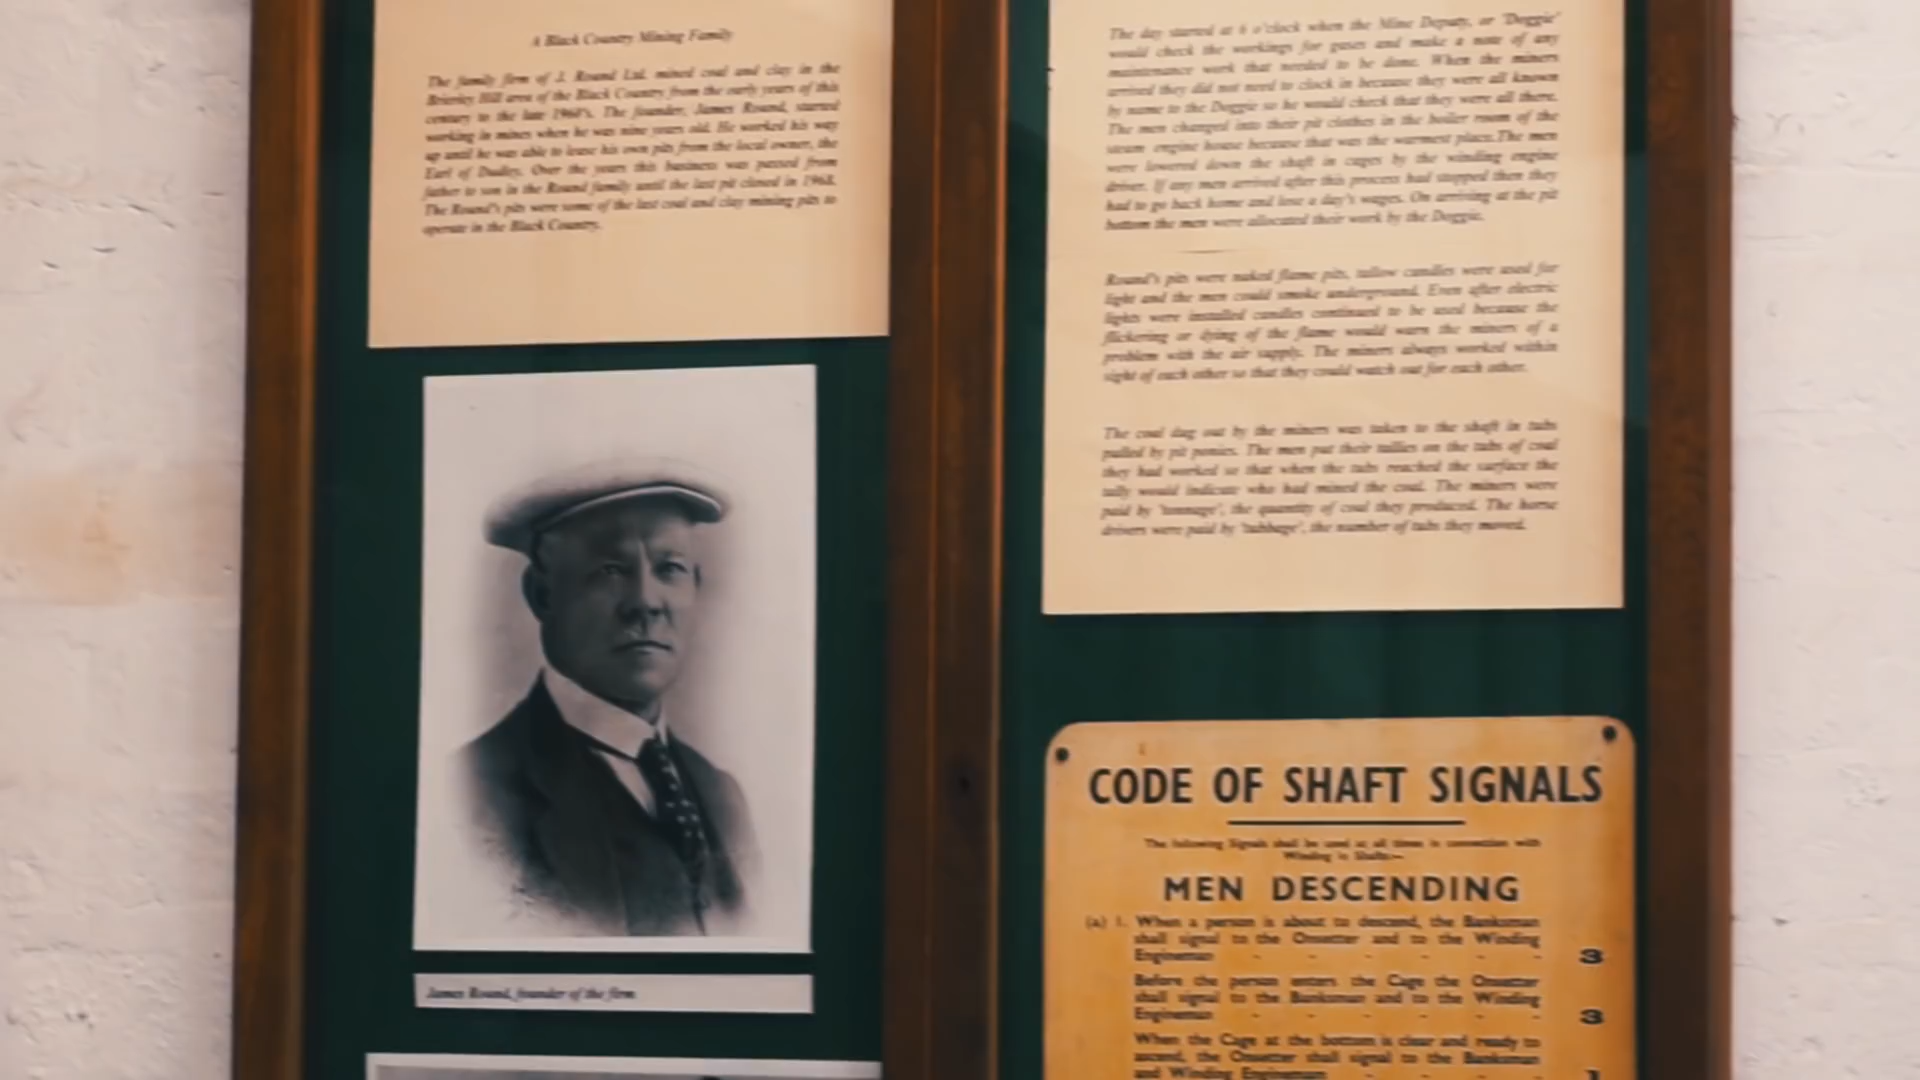 A Black Country Mining Family
The family firm of J. Round Ltd. mined coal and clay in the
Brierley Hill area of the Black Country from the early years of this
century to the late 1960's. The founder, James Round, started
working in mines when he was nine years old. He worked his way
up until he was able to lease his own pits from the local owner, the
Earl of Dudley. Over the years this business was passed from
father to son in the Round family until the last pit closed in 1968.
The Round's pits were some of the last coal and clay mining pits to
operate in the Black Country.
James Round, founder of the firm
The day started at 6 o'clock when the Mine Deputy, or 'Doggie'
would check the workings for gases and make a note of any
maintenance work that needed to be done. When the miners
arrived they did not need to clock in because they were all known
by name to the Doggie so he would check that they were all there.
The men changed into their pit clothes in the boiler room of the
steam engine house because that was the warmest place.The men
were lowered down the shaft in cages by the winding engine
driver. If any men arrived after this process had stopped then they
had to go back home and lose a day's wages. On arriving at the pit
bottom the men were allocated their work by the Doggie.
Round's pits were naked flame pits, tallow candles were used for
light and the men could smoke underground. Even after electric
lights were installed candles continued to be used because the
flickering or dying of the flame would warn the miners of a
problem with the air supply. The miners always worked within
sight of each other so that they could watch out for each other.
The coal dug out by the miners was taken to the shaft in tubs
pulled by pit ponies. The men put their tallies on the tubs of coal
they had worked so that when the tubs reached the surface the
tally would indicate who had mined the coal. The miners were
paid by 'tonnage', the quantity of coal they produced. The horse
drivers were paid by 'tubbage', the number of tubs they moved.
CODE OF SHAFT SIGNALS
The following Signals shall be used at all times in connection with
Winding in Shafts:—
MEN DESCENDING
(a) 1. When a person is about to descend, the Banksman
shall signal to the Onsetter and to the Winding
Engineman - - - - - - 3
Before the person enters the Cage the Onsetter
shall signal to the Banksman and to the Winding
Engineman - - - - - - 3
When the Cage at the bottom is clear and ready to
ascend, the Onsetter shall signal to the Banksman
and Winding Engineman - - - - 1